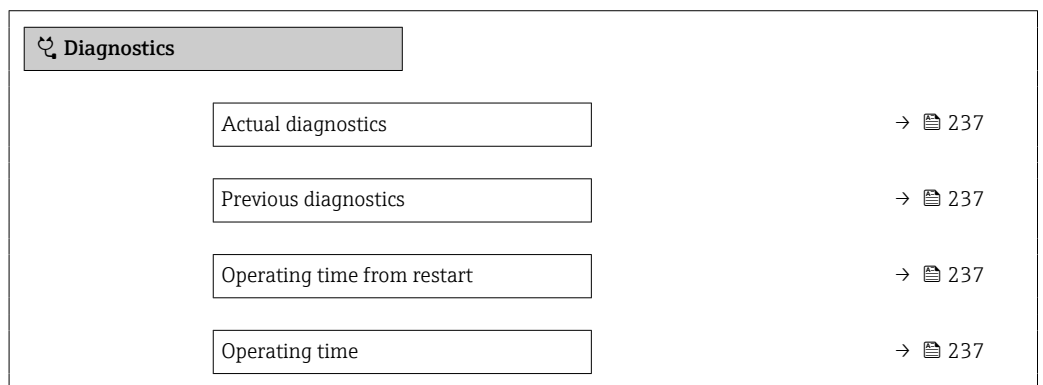 Diagnostics
Actual diagnostics → 237
Previous diagnostics → 237
Operating time from restart → 237
Operating time → 237